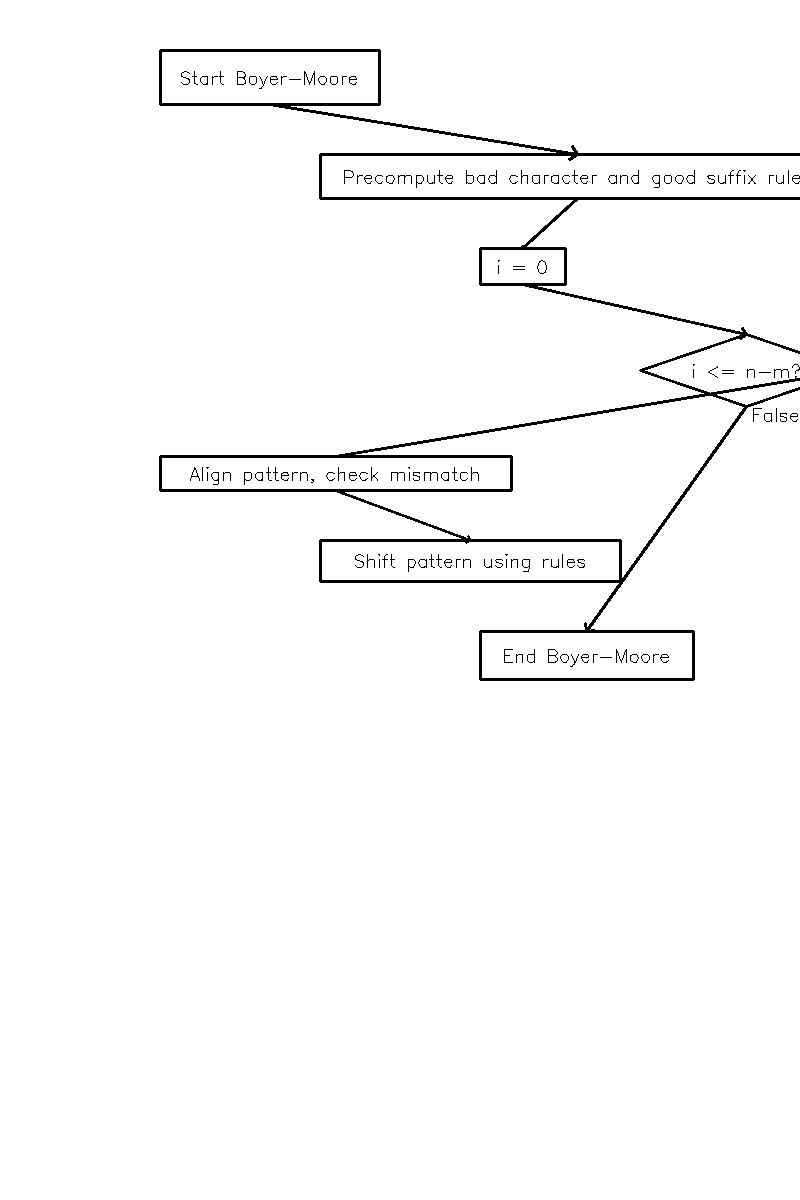 Start Boyer-Moore
Precompute bad character and good suffix rule
i = 0
i <= n-m?
False
Align pattern, check mismatch
Shift pattern using rules
End Boyer-Moore